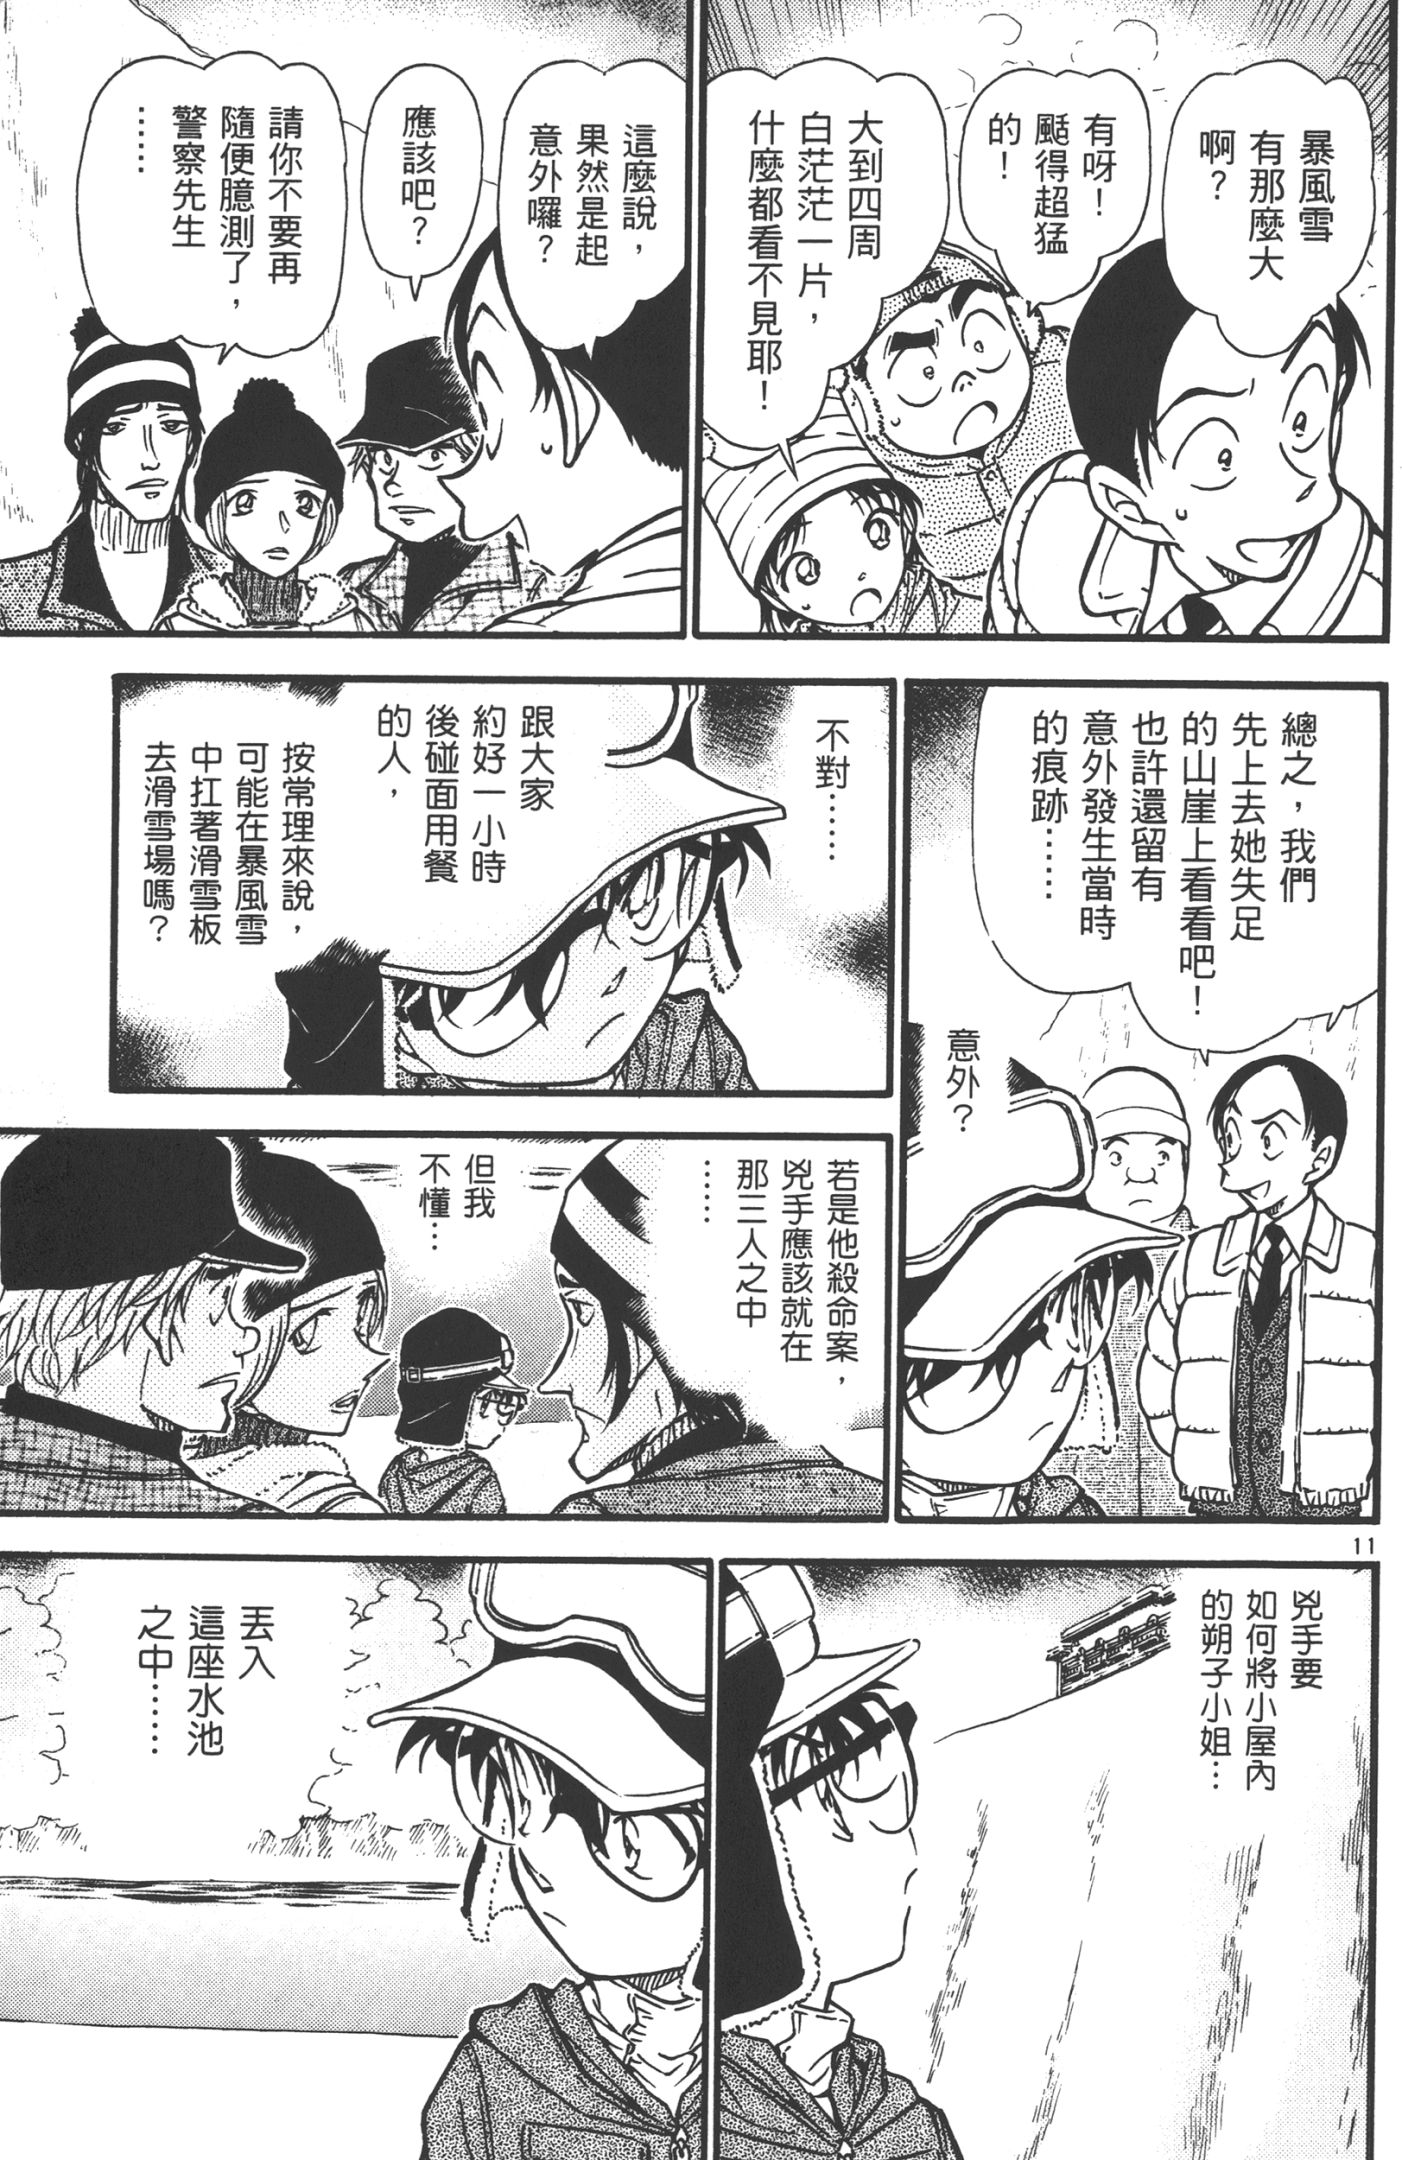 暴風雪
有那麼大
啊？
有呀！
颳得超猛
的！
大到四周
白茫茫一片，
什麼都看不見耶！
這麼說，
果然是起
意外囉？
應該吧？
請你不要再
隨便臆測了，
警察先生
……
總之，我們
先上去她失足
的山崖上看看吧！
也許還留有
意外發生當時
的痕跡……
意外？
不對……
跟大家
約好一小時
後碰面用餐
的人，
按常理來說，
可能在暴風雪
中扛著滑雪板
去滑雪場嗎？
若是他殺命案，
兇手應該就在
那三人之中
……
但我
不懂…
11
兇手要
如何將小屋內
的朔子小姐…
丟入
這座水池
之中……